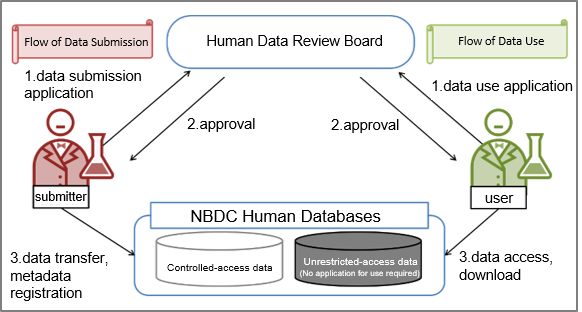 Flow of Data Submission
Human Data Review Board
Flow of Data Use
1.data submission
application
1.data use application
2.approval
2.approval
submitter
user
NBDC Human Databases
Controlled-access data
Unrestricted-access data
(No application for use required)
3.data transfer,
metadata
registration
3.data access,
download